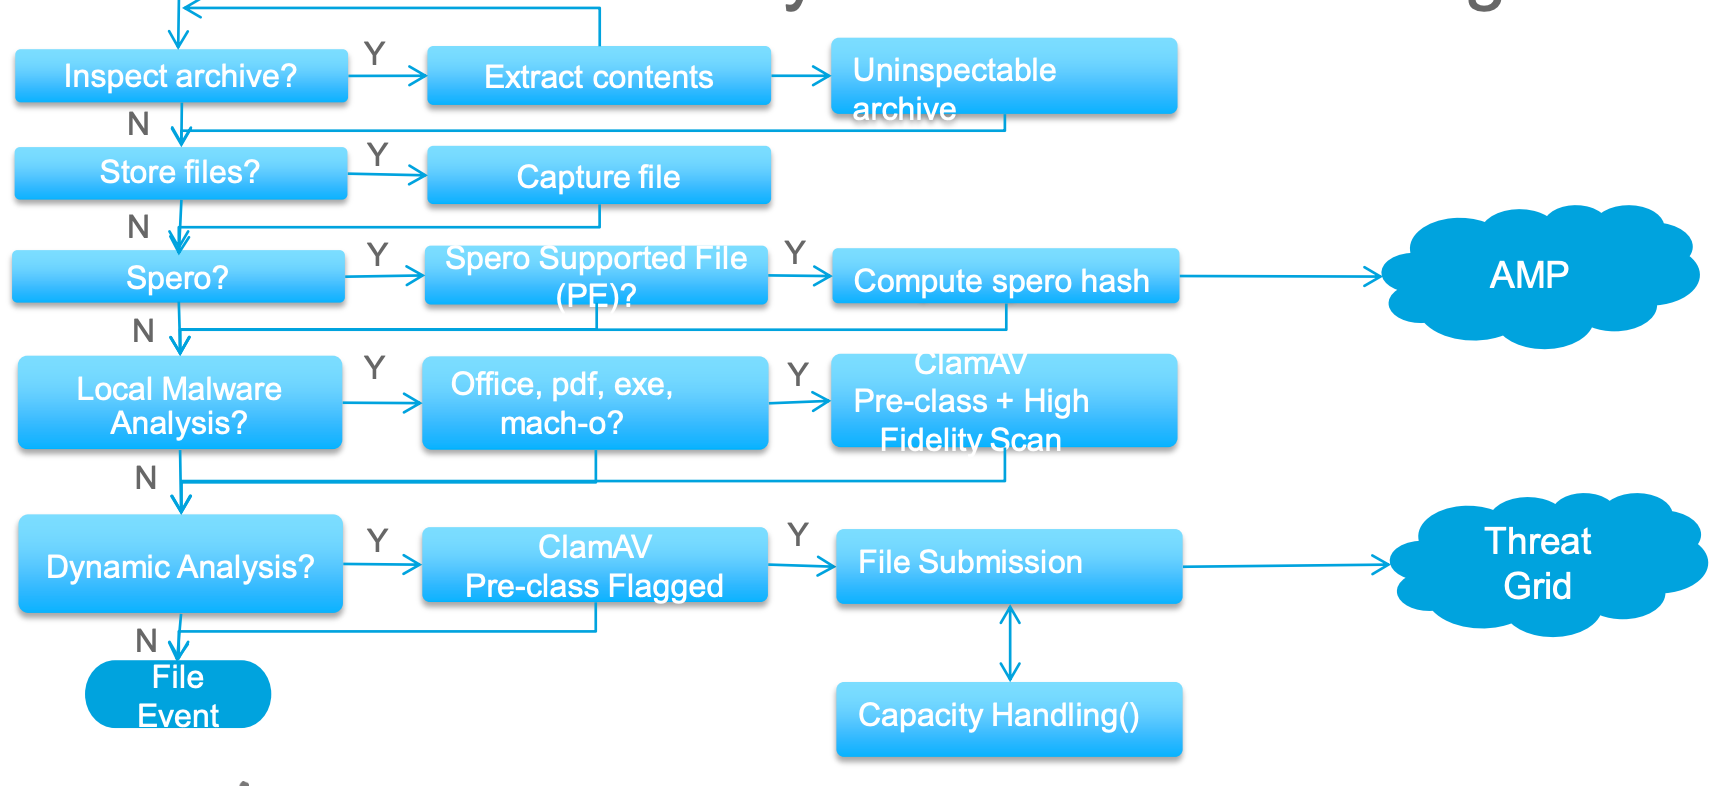 Inspect archive?
Y
Extract contents
Uninspectable
archive
N
Store files?
Y
Capture file
N
Spero?
Y
Spero Supported File
(PE)?
Y
Compute spero hash
AMP
N
Local Malware
Analysis?
Y
Office, pdf, exe,
mach-o?
Y
ClamAV
Pre-class + High
Fidelity Scan
N
Dynamic Analysis?
Y
ClamAV
Pre-class Flagged
Y
File Submission
Threat
Grid
N
File
Event
Capacity Handling()